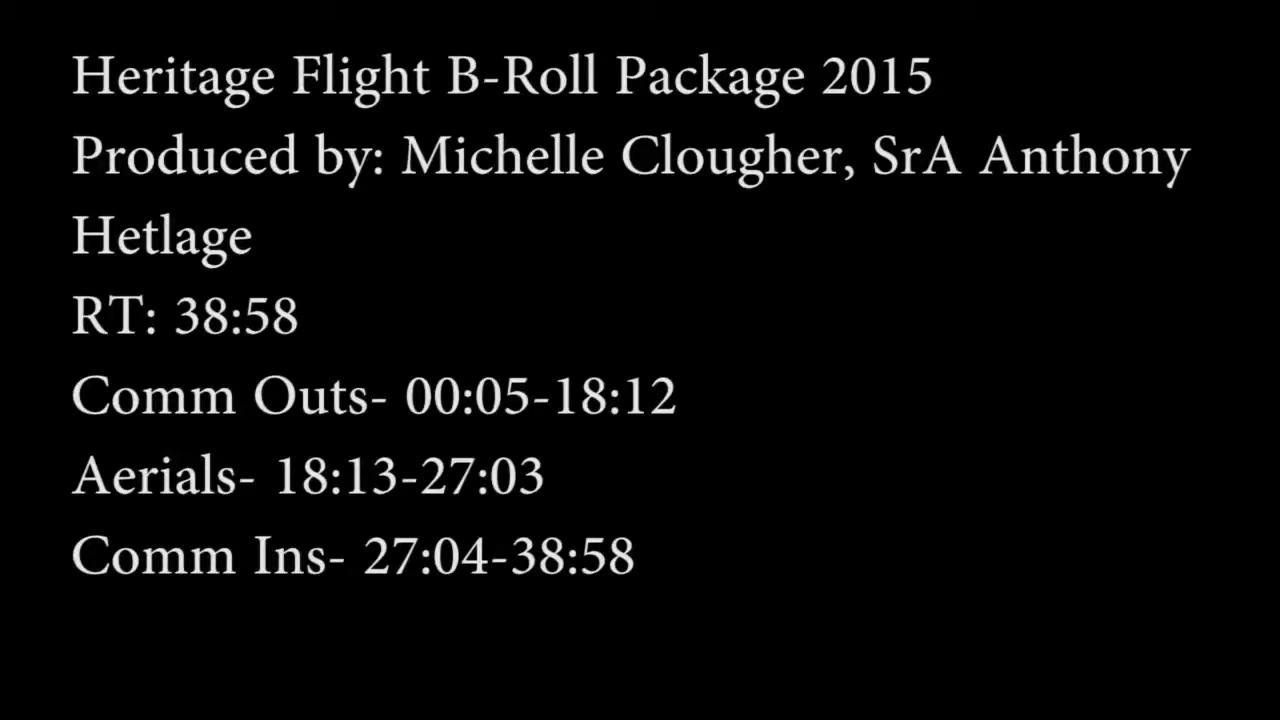 Heritage Flight B-Roll Package 2015
Produced by: Michelle Clougher, SrA Anthony
Hetlage
RT: 38:58
Comm Outs- 00:05-18:12
Aerials- 18:13-27:03
Comm Ins- 27:04-38:58